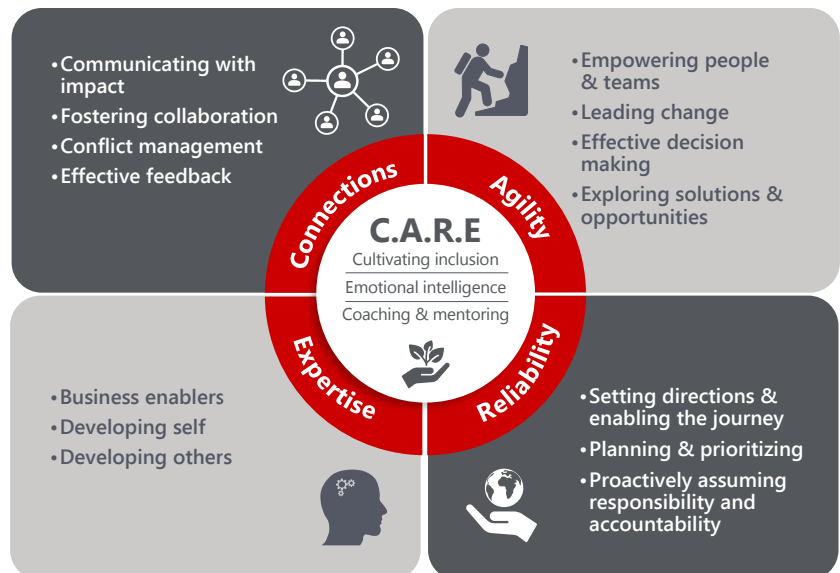 •Communicating with
impact
•Fostering collaboration
•Conflict management
•Effective feedback
•Empowering people
& teams
•Leading change
•Effective decision
making
•Exploring solutions &
opportunities
Connections
Agility
C.A.R.E
Cultivating inclusion
Emotional intelligence
Coaching & mentoring
Expertise
Reliability
•Business enablers
•Developing self
•Developing others
•Setting directions &
enabling the journey
•Planning & prioritizing
•Proactively assuming
responsibility and
accountability